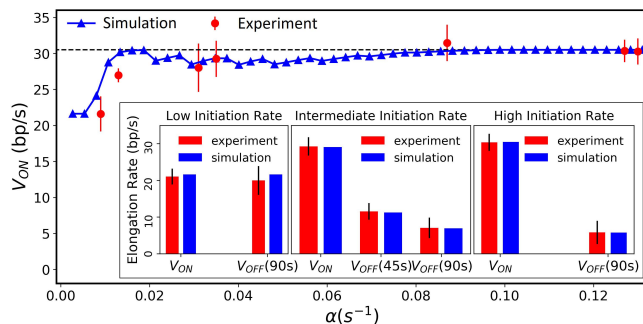 Simulation Experiment
35
30
25
20
15
10
5
0
V_ON (bp/s)
Low Initiation Rate Intermediate Initiation Rate High Initiation Rate
experiment
simulation
experiment
simulation
experiment
simulation
30
20
10
0
Elongation Rate (bp/s)
V_ON V_OFF(90s) V_ON V_OFF(45s) V_OFF(90s) V_ON V_OFF(90s)
0.00 0.02 0.04 0.06 0.08 0.10 0.12
α(s⁻¹)